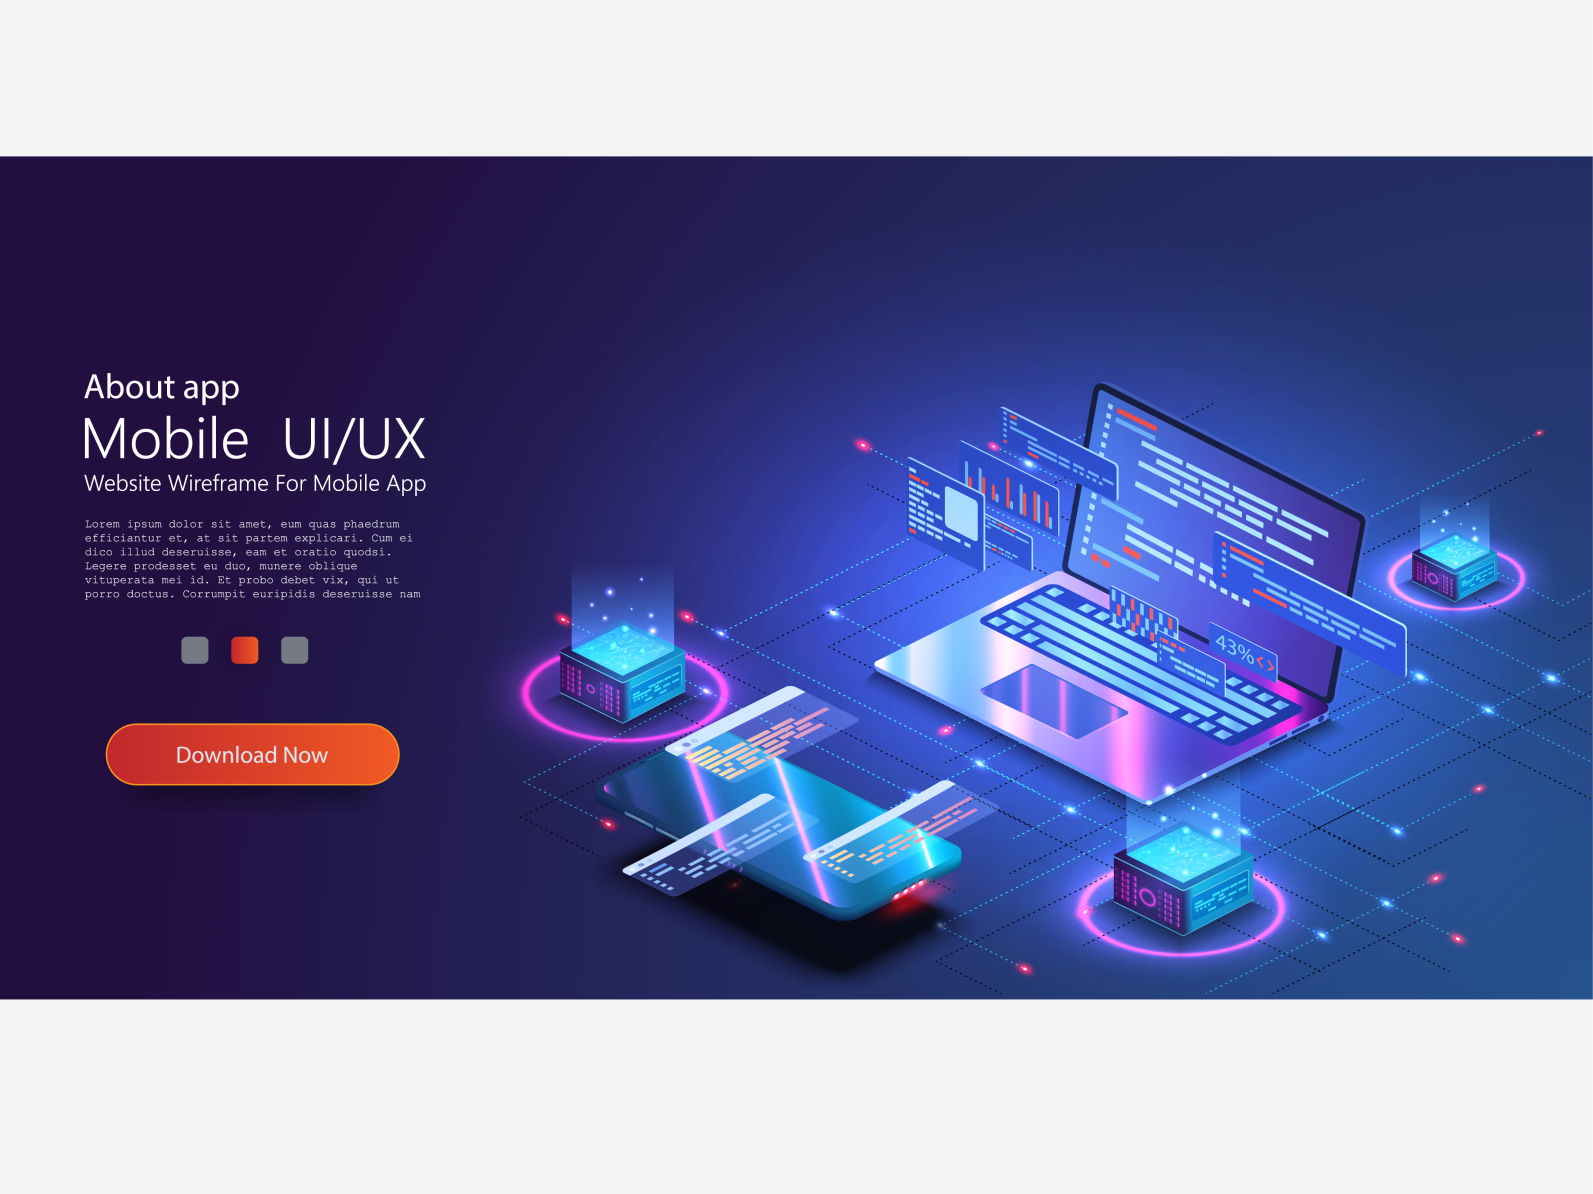 About app
Mobile UI/UX
Website Wireframe For Mobile App
Lorem ipsum dolor sit amet, eum quas phaedrum
efficiantur et, at sit partem explicari. Cum ei
dico illud deseruisse, eam et oratio quodsi.
Legere prodesset eu duo, munere oblique
vituperata mei id. Et probo debet vix, qui ut
porro doctus. Corrumpit euripidis deseruisse nam
Download Now
43%<>